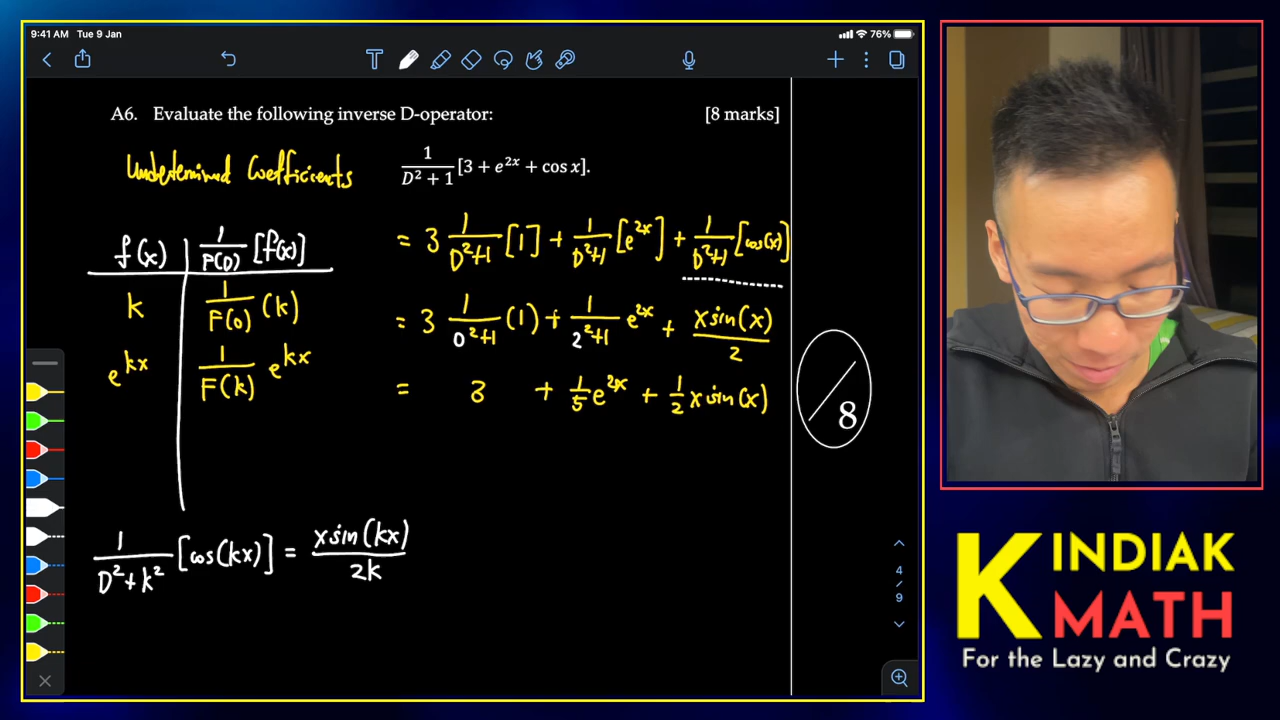 9:41 AM Tue 9 Jan 76%
A6. Evaluate the following inverse D-operator: [8 marks]
Undetermined Coefficients
1/(D² + 1) [3 + e^{2x} + cos x].
f(x) | 1/F(D) [f(x)]
k | 1/F(0) (k)
e^{kx} | 1/F(k) e^{kx}
= 3 1/(D²+1) [1] + 1/(D²+1) [e^{2x}] + 1/(D²+1) [cos(x)]
= 3 1/(0²+1) (1) + 1/(2²+1) e^{2x} + x sin(x)/2
= 3 + 1/5 e^{2x} + 1/2 x sin(x)
8
1/(D²+k²) [cos(kx)] = x sin(kx)/2k
4
/
9
KINDIAK
MATH
For the Lazy and Crazy